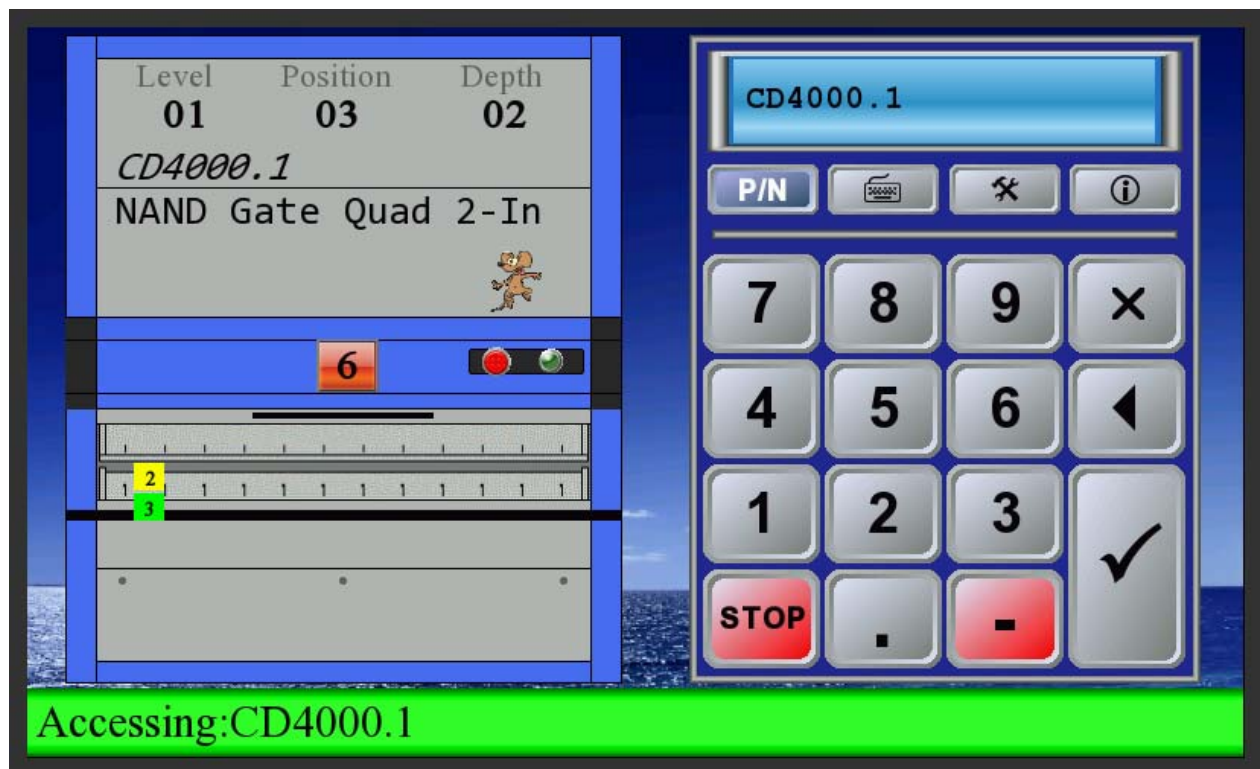 Level Position Depth
01 03 02
CD4000.1
NAND Gate Quad 2-In
6
2
3
CD4000.1
P/N
7 8 9 ×
4 5 6
1 2 3
STOP . -
Accessing:CD4000.1